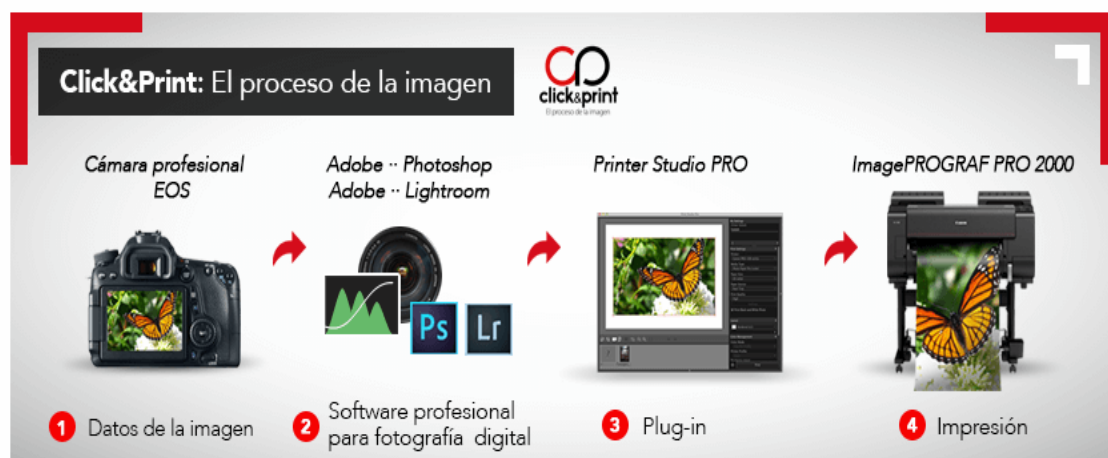 Click&Print: El proceso de la imagen
click&print
El proceso de la imagen
Cámara profesional
EOS
Adobe ·· Photoshop
Adobe ·· Lightroom
Printer Studio PRO
ImagePROGRAF PRO 2000
Ps
Lr
1 Datos de la imagen
2 Software profesional
para fotografía digital
3 Plug-in
4 Impresión